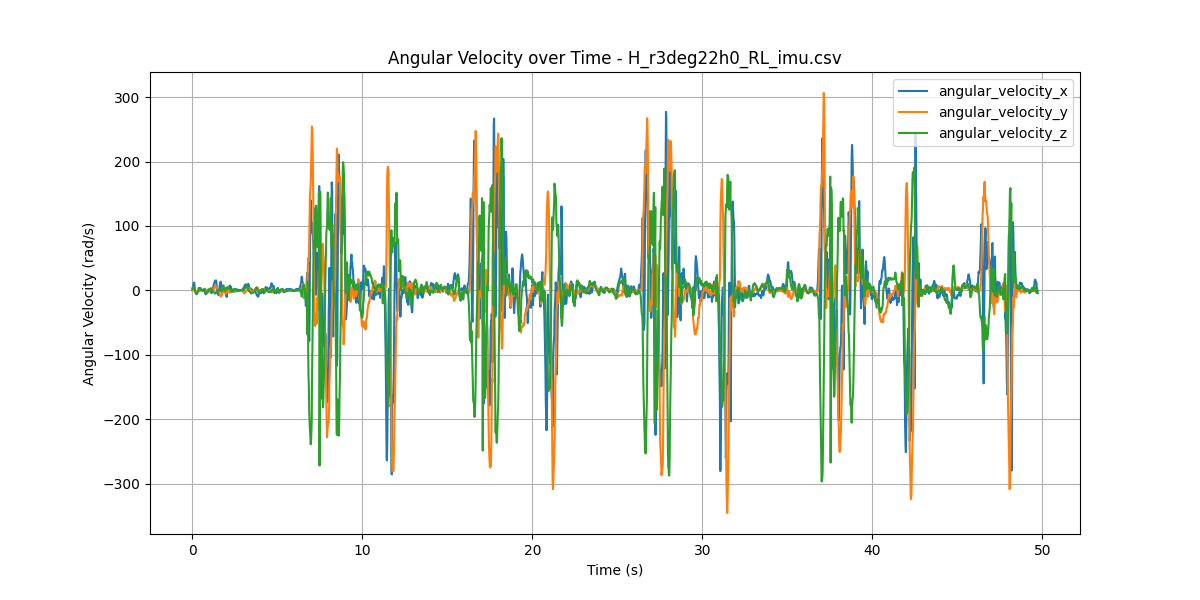 Angular Velocity over Time - H_r3deg22h0_RL_imu.csv
angular_velocity_x
angular_velocity_y
angular_velocity_z
Angular Velocity (rad/s)
300
200
100
0
−100
−200
−300
0 10 20 30 40 50
Time (s)